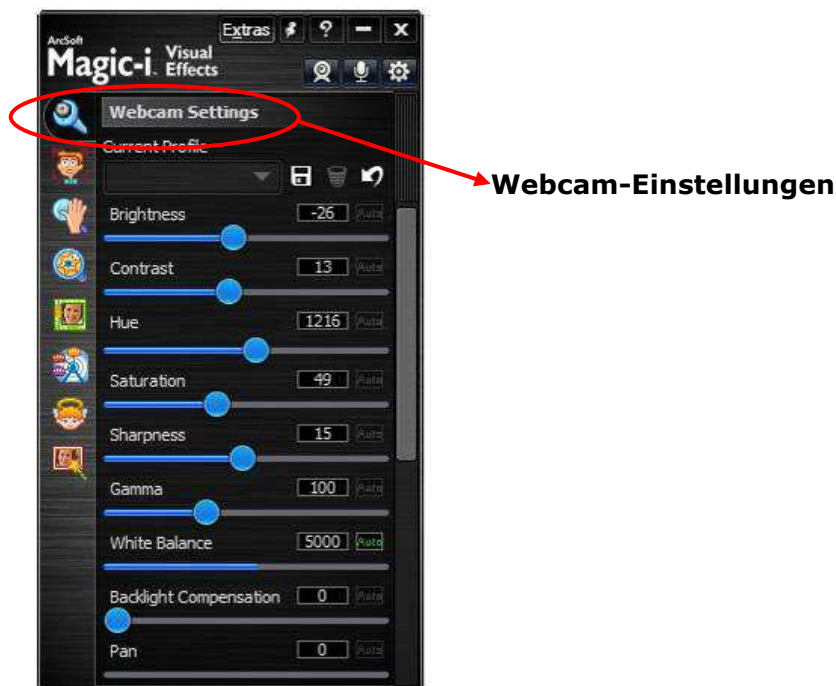 Extras ? – x
ArcSoft
Magic-i. Visual Effects
Webcam Settings
Current Profile
Webcam-Einstellungen
Brightness -26 Auto
Contrast 13 Auto
Hue 1216 Auto
Saturation 49 Auto
Sharpness 15 Auto
Gamma 100 Auto
White Balance 5000 Auto
Backlight Compensation 0 Auto
Pan 0 Auto